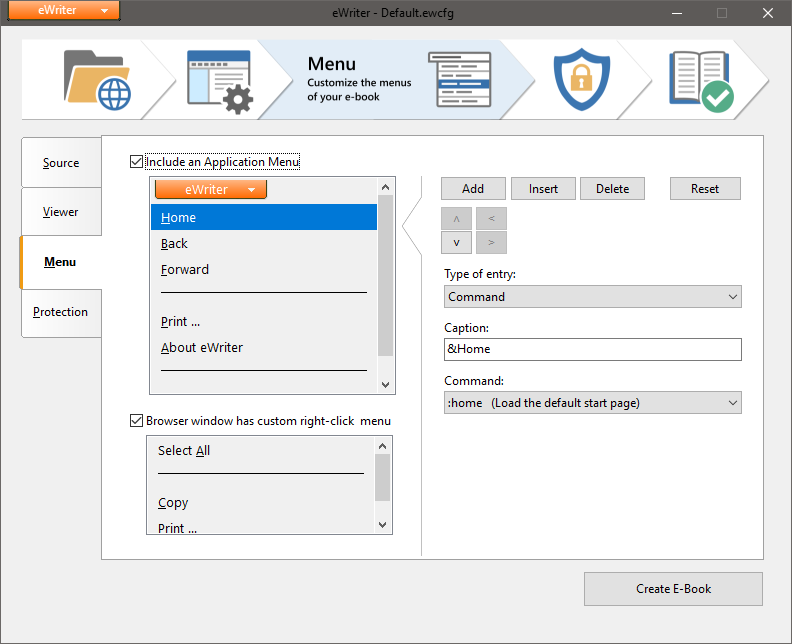 eWriter
eWriter - Default.ewcfg
Menu
Customize the menus
of your e-book
Source
Viewer
Menu
Protection
Include an Application Menu
eWriter
Home
Back
Forward
Print ...
About eWriter
Browser window has custom right-click menu
Select All
Copy
Print ...
Add
Insert
Delete
Reset
^
<
v
>
Type of entry:
Command
Caption:
&Home
Command:
:home (Load the default start page)
Create E-Book